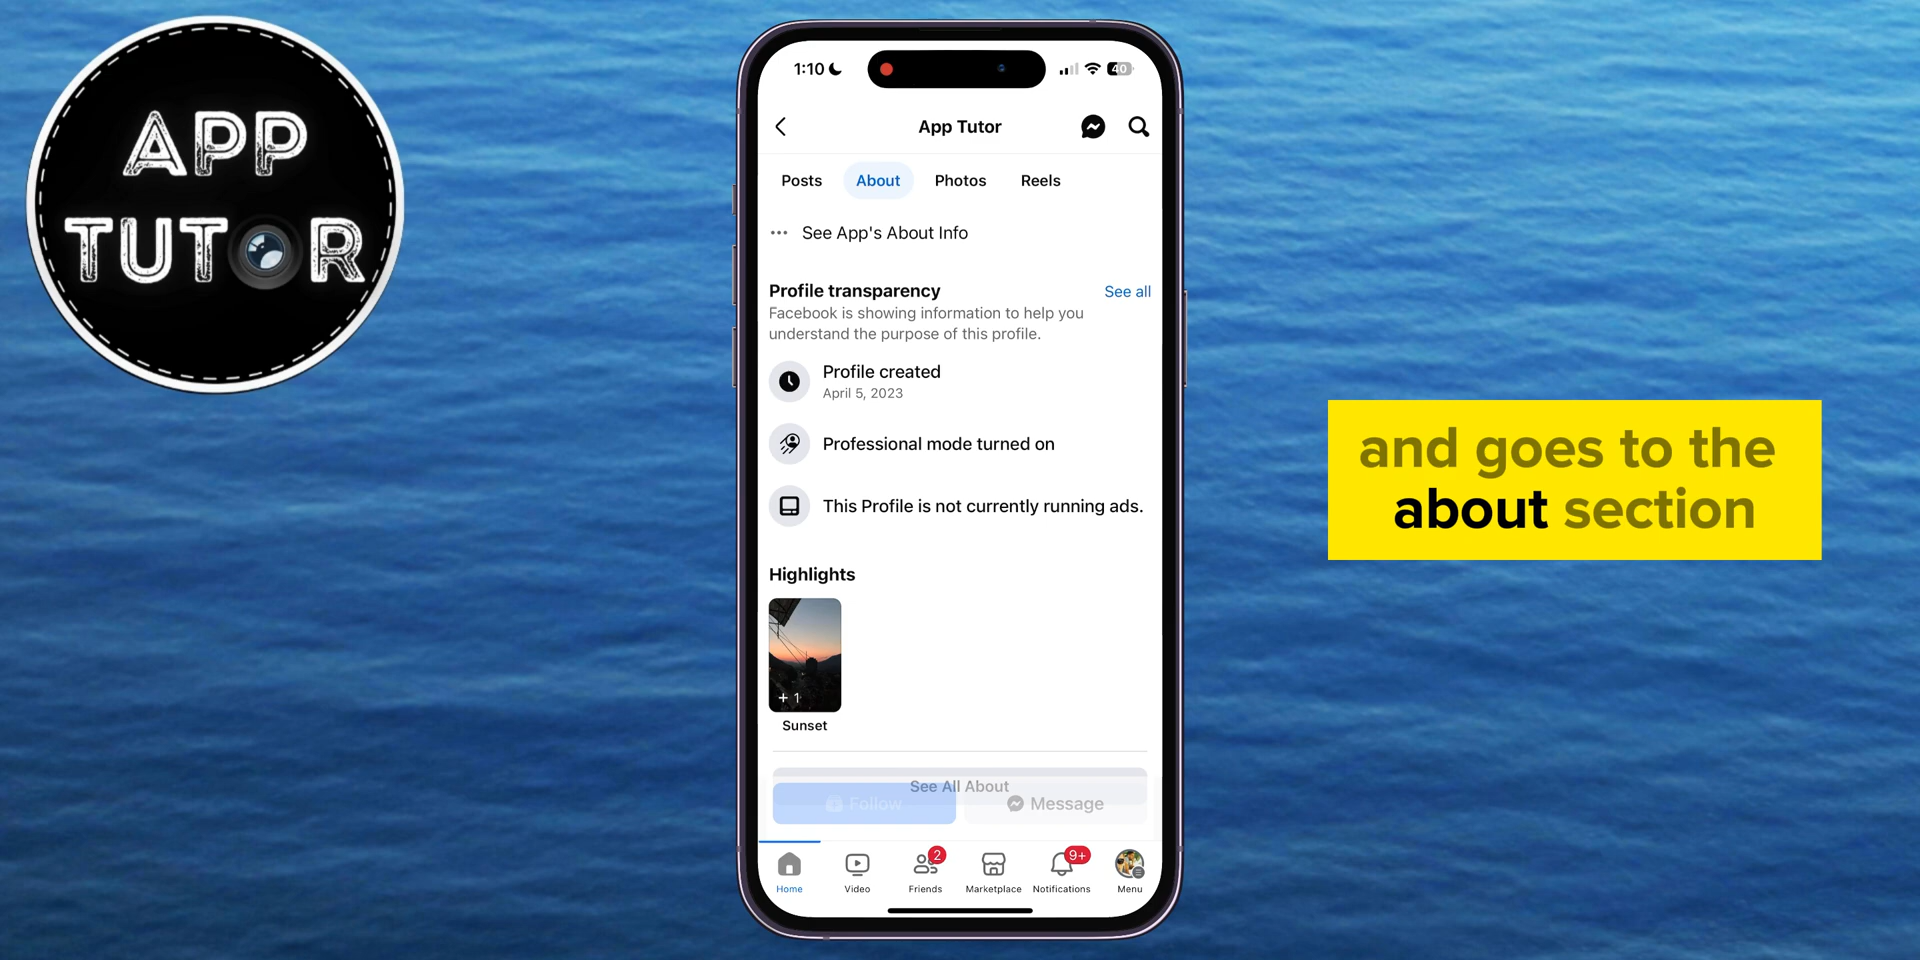 APP
TUTOR
1:10
40
App Tutor
Posts
About
Photos
Reels
See App's About Info
Profile transparency
See all
Facebook is showing information to help you
understand the purpose of this profile.
Profile created
April 5, 2023
Professional mode turned on
This Profile is not currently running ads.
Highlights
+ 1
Sunset
See All About
Follow
Message
2
9+
Home
Video
Friends
Marketplace
Notifications
Menu
and goes to the
about section